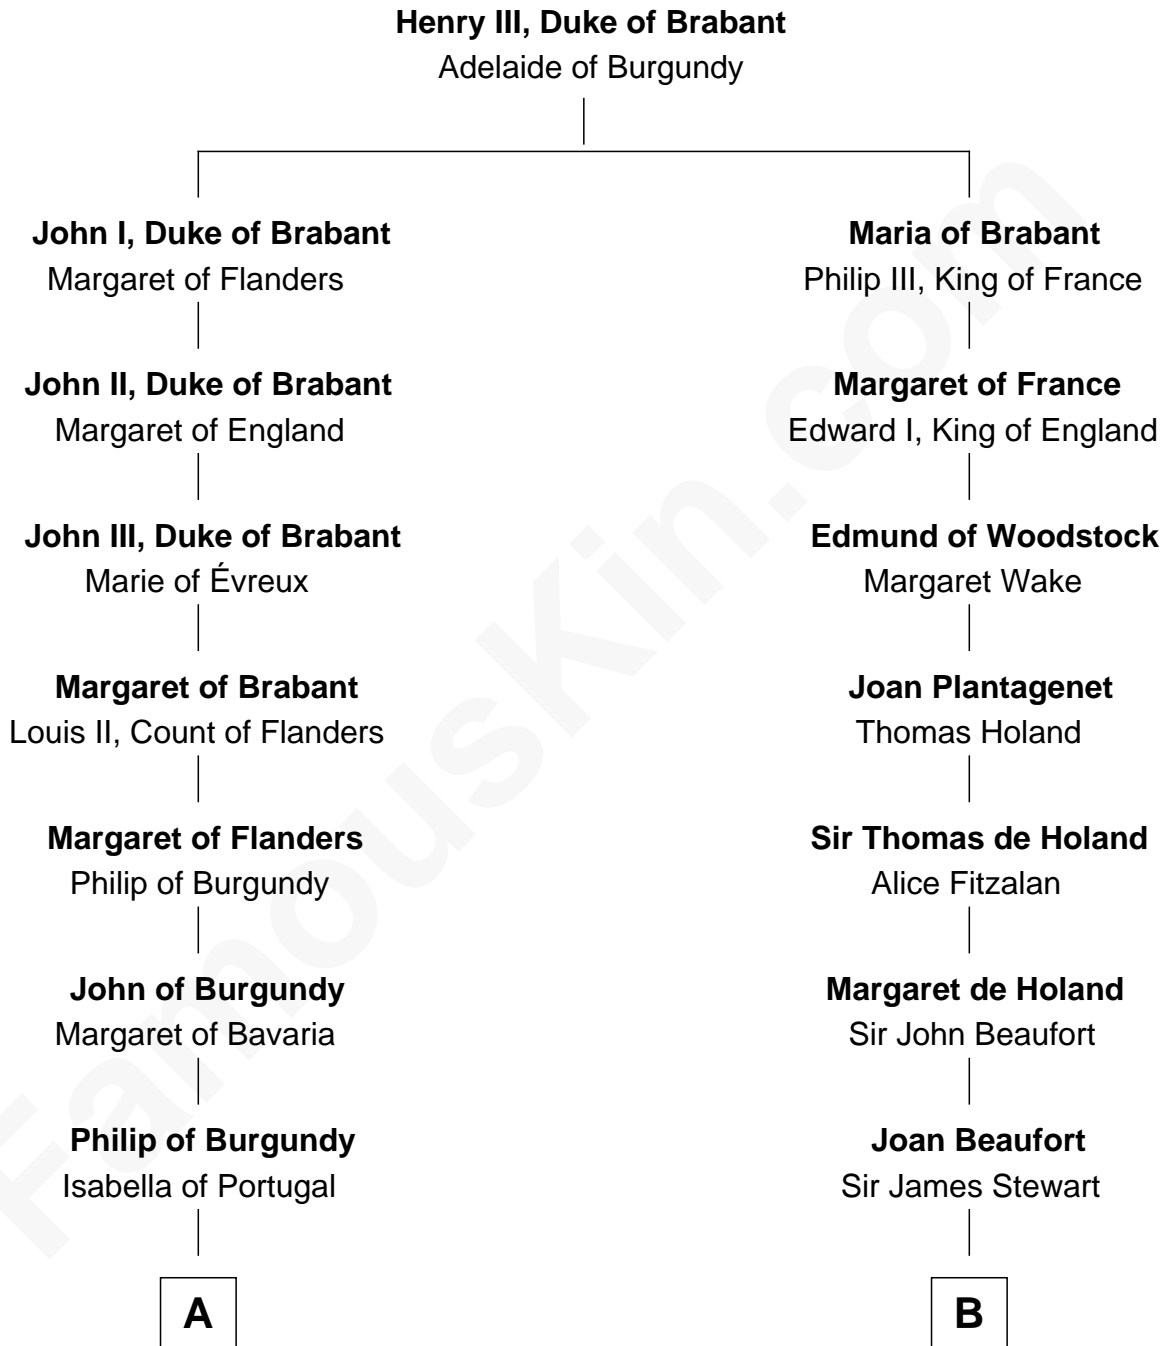 Henry III, Duke of Brabant
Adelaide of Burgundy
John I, Duke of Brabant
Margaret of Flanders
Maria of Brabant
Philip III, King of France
John II, Duke of Brabant
Margaret of England
Margaret of France
Edward I, King of England
John III, Duke of Brabant
Marie of Évreux
Edmund of Woodstock
Margaret Wake
Margaret of Brabant
Louis II, Count of Flanders
Joan Plantagenet
Thomas Holand
Margaret of Flanders
Philip of Burgundy
Sir Thomas de Holand
Alice Fitzalan
John of Burgundy
Margaret of Bavaria
Margaret de Holand
Sir John Beaufort
Philip of Burgundy
Isabella of Portugal
Joan Beaufort
Sir James Stewart
A
B
FamousKin.com